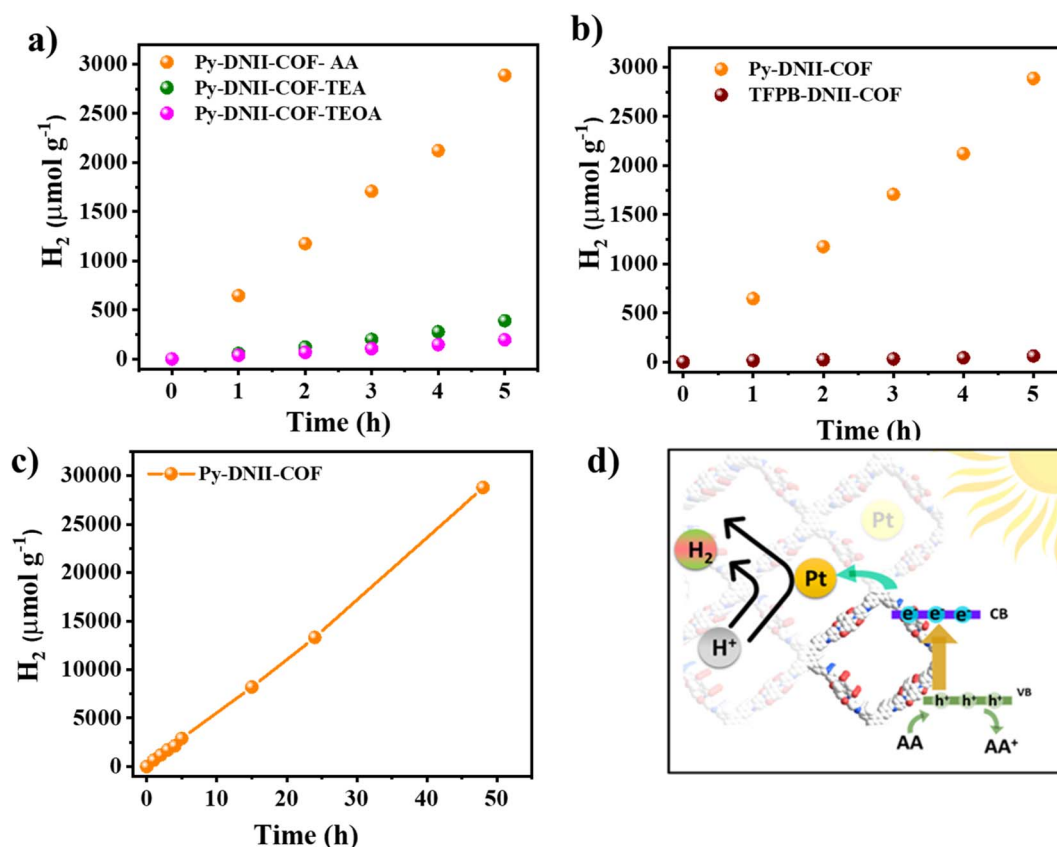 a)
Py-DNII-COF- AA
Py-DNII-COF-TEA
Py-DNII-COF-TEOA
H₂ (μmol g⁻¹)
3000
2500
2000
1500
1000
500
0
0 1 2 3 4 5
Time (h)
b)
Py-DNII-COF
TFPB-DNII-COF
H₂ (μmol g⁻¹)
3000
2500
2000
1500
1000
500
0
0 1 2 3 4 5
Time (h)
c)
Py-DNII-COF
H₂ (μmol g⁻¹)
30000
25000
20000
15000
10000
5000
0
0 10 20 30 40 50
Time (h)
d)
Pt
H₂
Pt
e⁻ e⁻ e⁻ CB
H⁺
h⁺ h⁺ h⁺ VB
AA AA⁺